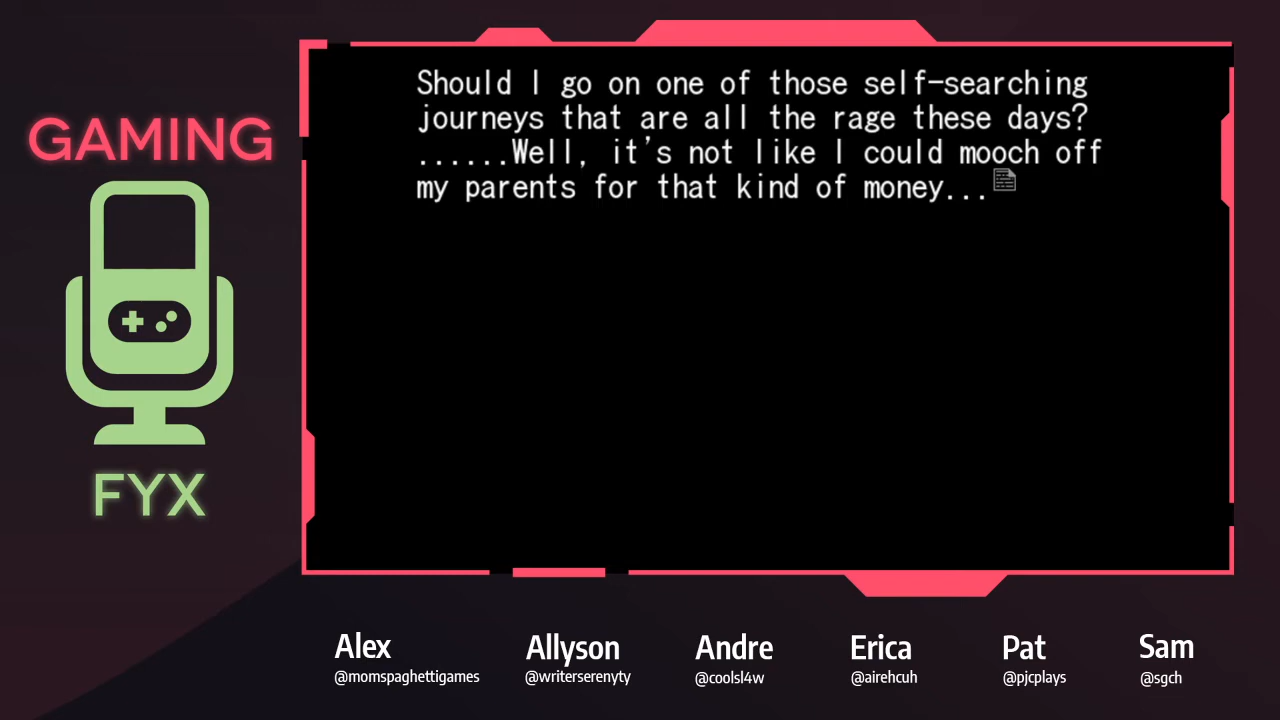 GAMING
FYX
Should I go on one of those self-searching
journeys that are all the rage these days?
......Well, it's not like I could mooch off
my parents for that kind of money...
Alex
@momspaghettigames
Allyson
@writerserenyty
Andre
@coolsl4w
Erica
@airehcuh
Pat
@pjcplays
Sam
@sgch